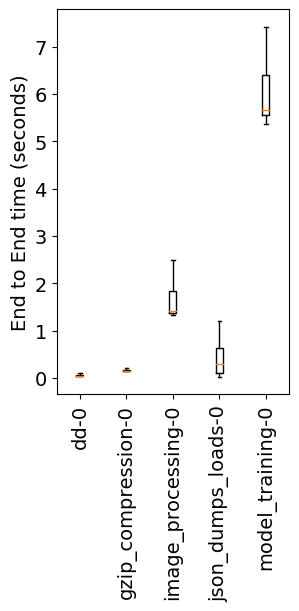 End to End time (seconds)
7
6
5
4
3
2
1
0
dd-0
gzip_compression-0
image_processing-0
json_dumps_loads-0
model_training-0